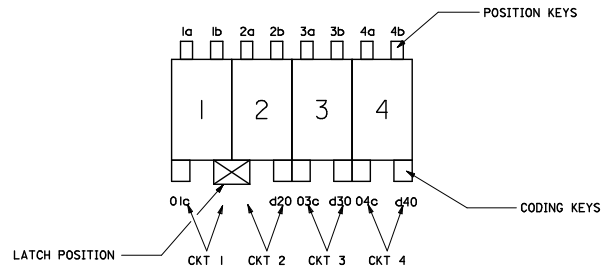 POSITION KEYS
1a 1b 2a 2b 3a 3b 4a 4b
1 2 3 4
01c d20 03c d30 04c d40
CODING KEYS
LATCH POSITION
CKT 1 CKT 2 CKT 3 CKT 4